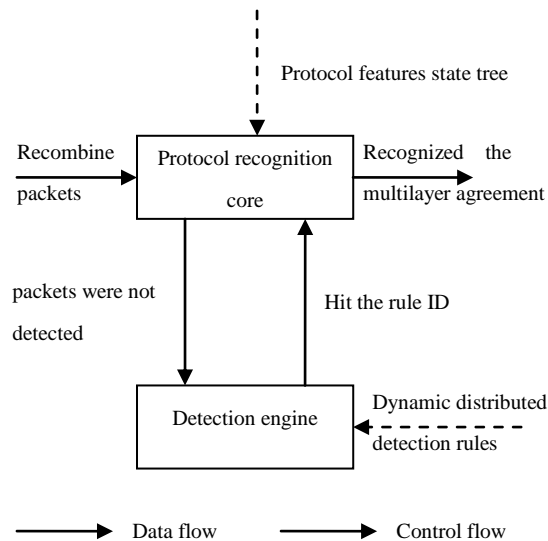 Protocol features state tree
Recombine
packets
Protocol recognition
core
Recognized the
multilayer agreement
packets were not
detected
Hit the rule ID
Detection engine
Dynamic distributed
detection rules
Data flow
Control flow